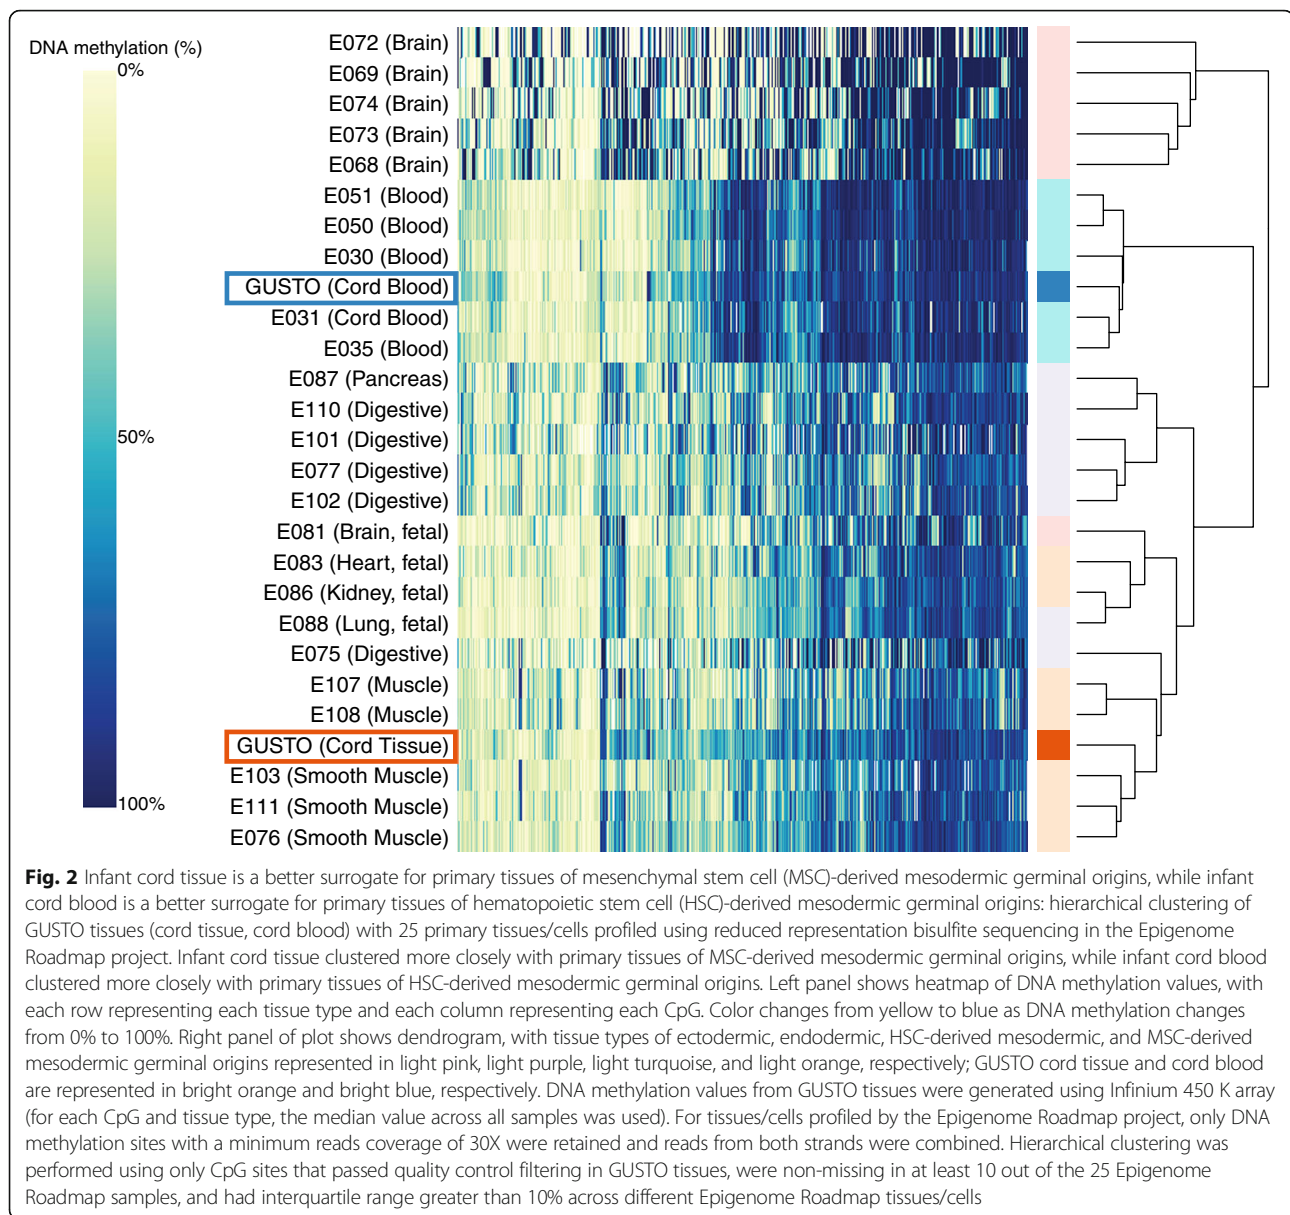 DNA methylation (%)
0%
50%
100%
E072 (Brain)
E069 (Brain)
E074 (Brain)
E073 (Brain)
E068 (Brain)
E051 (Blood)
E050 (Blood)
E030 (Blood)
GUSTO (Cord Blood)
E031 (Cord Blood)
E035 (Blood)
E087 (Pancreas)
E110 (Digestive)
E101 (Digestive)
E077 (Digestive)
E102 (Digestive)
E081 (Brain, fetal)
E083 (Heart, fetal)
E086 (Kidney, fetal)
E088 (Lung, fetal)
E075 (Digestive)
E107 (Muscle)
E108 (Muscle)
GUSTO (Cord Tissue)
E103 (Smooth Muscle)
E111 (Smooth Muscle)
E076 (Smooth Muscle)
Fig. 2 Infant cord tissue is a better surrogate for primary tissues of mesenchymal stem cell (MSC)-derived mesodermic germinal origins, while infant
cord blood is a better surrogate for primary tissues of hematopoietic stem cell (HSC)-derived mesodermic germinal origins: hierarchical clustering of
GUSTO tissues (cord tissue, cord blood) with 25 primary tissues/cells profiled using reduced representation bisulfite sequencing in the Epigenome
Roadmap project. Infant cord tissue clustered more closely with primary tissues of MSC-derived mesodermic germinal origins, while infant cord blood
clustered more closely with primary tissues of HSC-derived mesodermic germinal origins. Left panel shows heatmap of DNA methylation values, with
each row representing each tissue type and each column representing each CpG. Color changes from yellow to blue as DNA methylation changes
from 0% to 100%. Right panel of plot shows dendrogram, with tissue types of ectodermic, endodermic, HSC-derived mesodermic, and MSC-derived
mesodermic germinal origins represented in light pink, light purple, light turquoise, and light orange, respectively; GUSTO cord tissue and cord blood
are represented in bright orange and bright blue, respectively. DNA methylation values from GUSTO tissues were generated using Infinium 450 K array
(for each CpG and tissue type, the median value across all samples was used). For tissues/cells profiled by the Epigenome Roadmap project, only DNA
methylation sites with a minimum reads coverage of 30X were retained and reads from both strands were combined. Hierarchical clustering was
performed using only CpG sites that passed quality control filtering in GUSTO tissues, were non-missing in at least 10 out of the 25 Epigenome
Roadmap samples, and had interquartile range greater than 10% across different Epigenome Roadmap tissues/cells